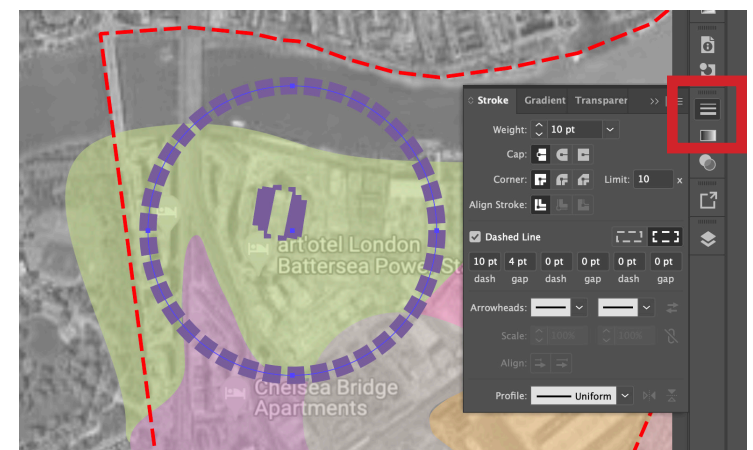 Stroke Gradient Transparer
Weight: 10 pt
Cap:
Corner: Limit: 10 x
Align Stroke:
Dashed Line
10 pt 4 pt 0 pt 0 pt 0 pt 0 pt
dash gap dash gap dash gap
Arrowheads:
Scale: 100% 100%
Align:
Profile: Uniform
art'otel London
Battersea Power St
Chelsea Bridge
Apartments